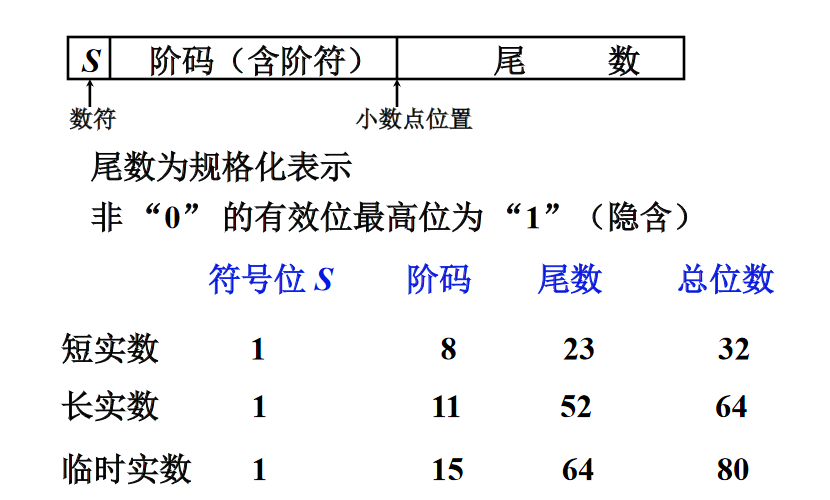 S 阶码（含阶符） 尾 数
数符 小数点位置
尾数为规格化表示
非 “0” 的有效位最高位为 “1”（隐含）
符号位 S 阶码 尾数 总位数
短实数 1 8 23 32
长实数 1 11 52 64
临时实数 1 15 64 80